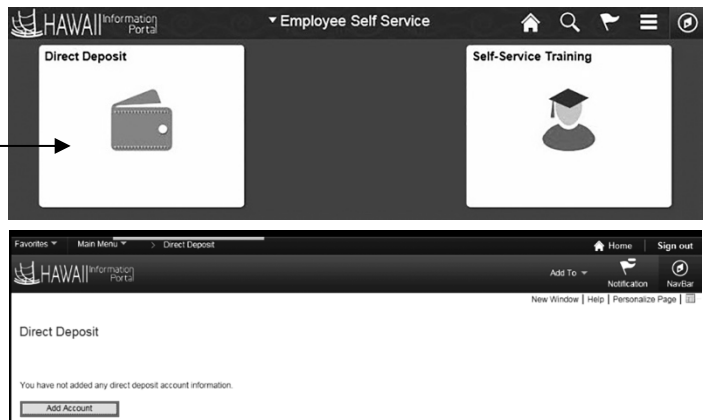 HAWAII Information Portal
Employee Self Service
Direct Deposit
Self-Service Training
Favorites
Main Menu
> Direct Deposit
Home
Sign out
HAWAII Information Portal
Add To
Notification
NavBar
New Window | Help | Personalize Page |
Direct Deposit
You have not added any direct deposit account information.
Add Account